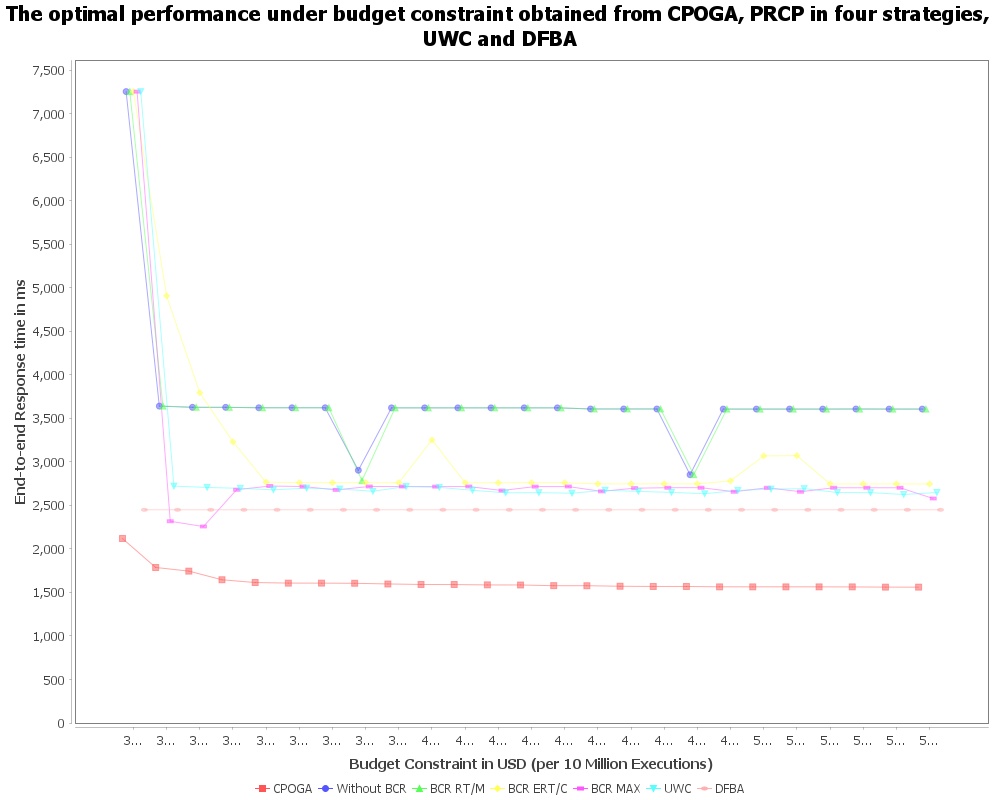 The optimal performance under budget constraint obtained from CPOGA, PRCP in four strategies,
UWC and DFBA
7,500
7,000
6,500
6,000
5,500
5,000
4,500
4,000
3,500
3,000
2,500
2,000
1,500
1,000
500
0
End-to-end Response time in ms
3... 3... 3... 3... 3... 3... 3... 3... 3... 4... 4... 4... 4... 4... 4... 4... 4... 4... 4... 5... 5... 5... 5... 5... 5...
Budget Constraint in USD (per 10 Million Executions)
CPOGA Without BCR BCR RT/M BCR ERT/C BCR MAX UWC DFBA